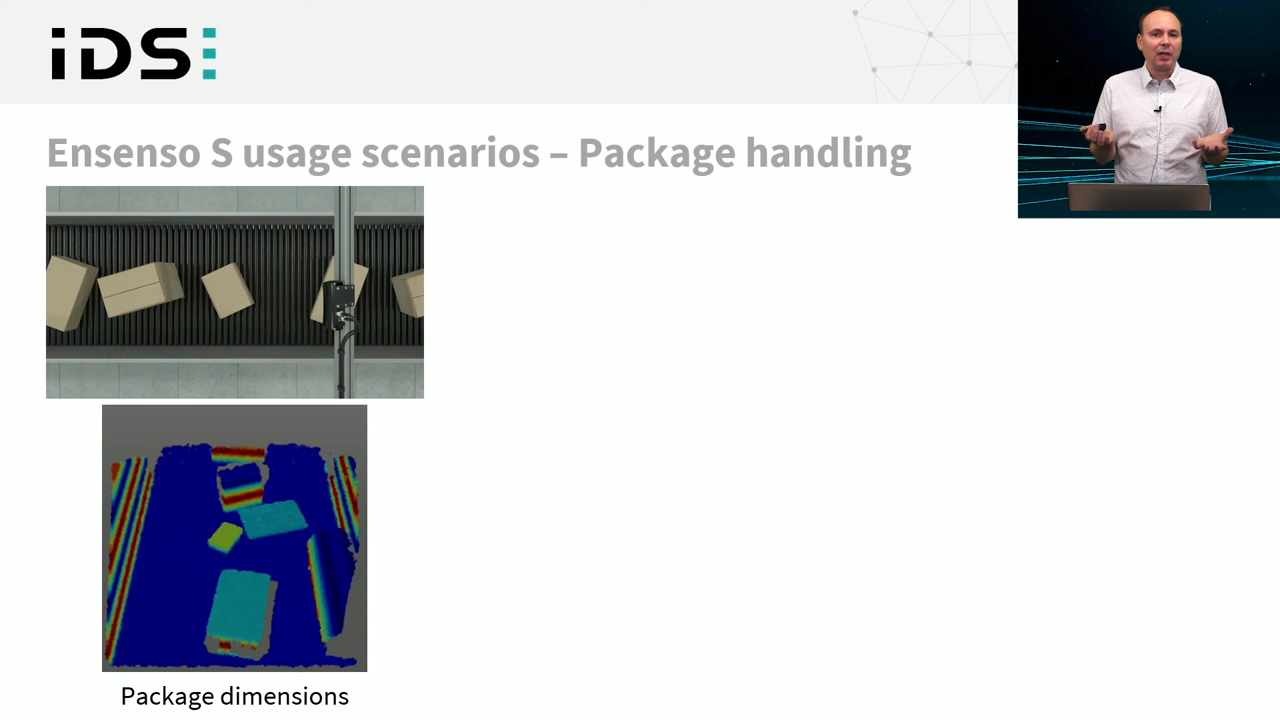 iDS
Ensenso S usage scenarios – Package handling
Package dimensions